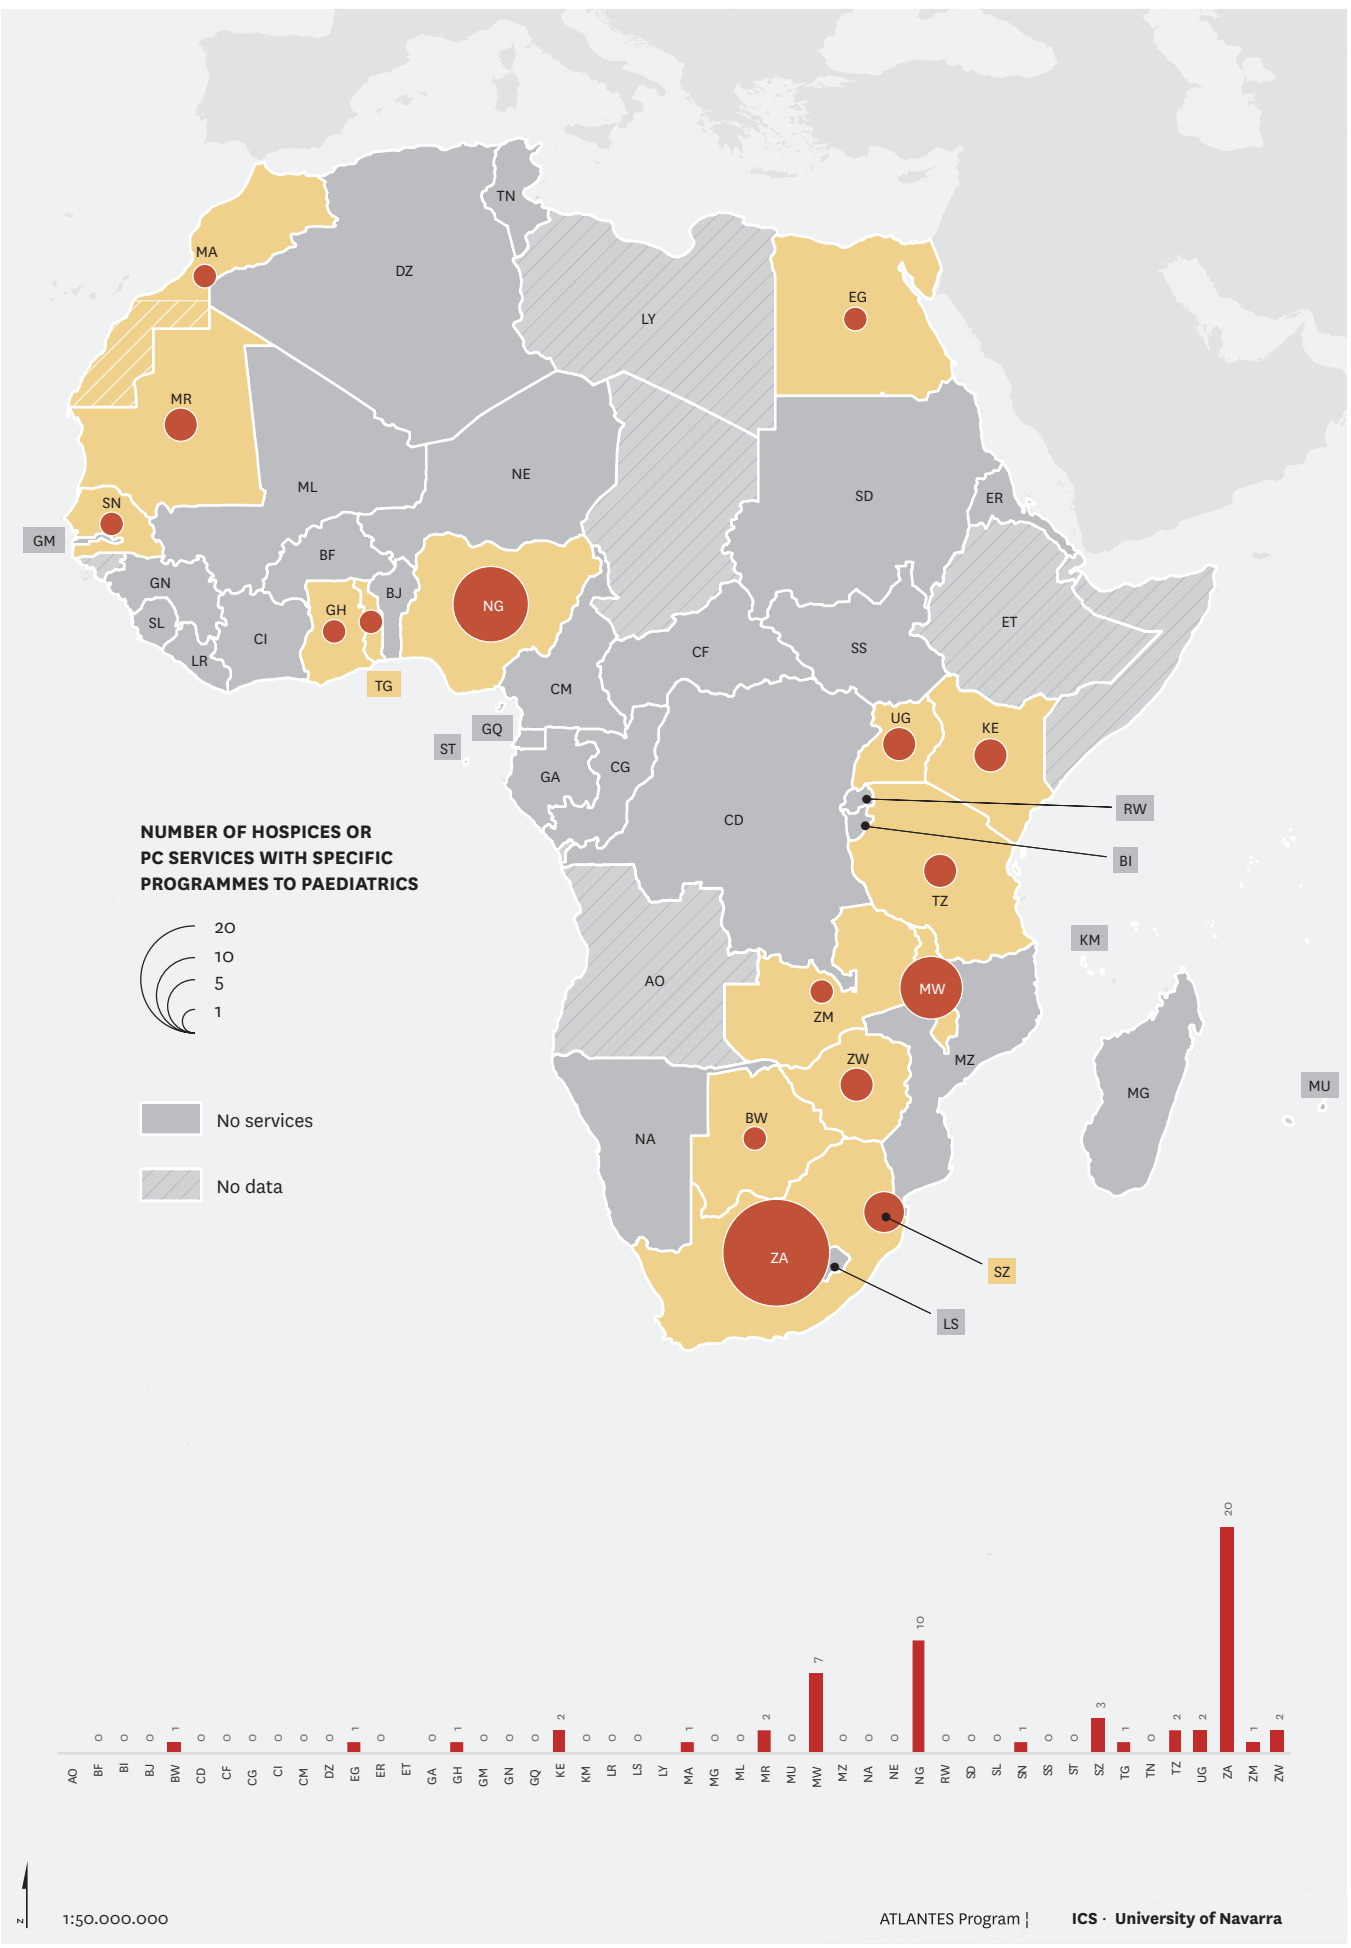 TN
MA
DZ
LY
EG
MR
ML
NE
SD
ER
SN
GM
BF
GN
BJ
NG
GH
ET
SL
CI
LR
CF
SS
TG
CM
UG
KE
GQ
ST
CG
GA
RW
CD
NUMBER OF HOSPICES OR
PC SERVICES WITH SPECIFIC
PROGRAMMES TO PAEDIATRICS
BI
TZ
20
10
5
1
KM
AO
MW
ZM
ZW
MZ
MU
MG
No services
BW
NA
No data
ZA
SZ
LS
0 0 0 1 0 0 0 0 0 0 1 0 0 1 0 0 0 2 0 0 0 1 0 0 2 0 7 0 0 0 10 0 0 0 1 0 0 3 1 0 2 2 20 1 2
AO BF BI BJ BW CD CF CG CI CM DZ EG ER ET GA GH GM GN GQ KE KM LR LS LY MA MG ML MR MU MW MZ NA NE NG RW SD SL SN SS ST SZ TG TN TZ UG ZA ZM ZW
N
1:50.000.000
ATLANTES Program ¦ ICS · University of Navarra